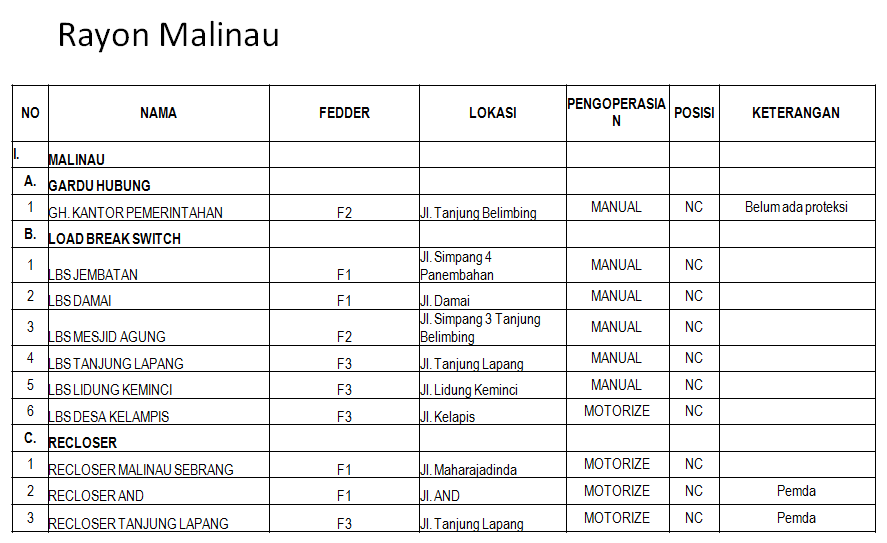 Rayon Malinau
NO NAMA FEDDER LOKASI PENGOPERASIA
N POSISI KETERANGAN
I. MALINAU
A. GARDU HUBUNG
1 GH. KANTOR PEMERINTAHAN F2 Jl. Tanjung Belimbing MANUAL NC Belum ada proteksi
B. LOAD BREAK SWITCH
1 LBS JEMBATAN F1 Jl. Simpang 4
Panembahan MANUAL NC
2 LBS DAMAI F1 Jl. Damai MANUAL NC
3 LBS MESJID AGUNG F2 Jl. Simpang 3 Tanjung
Belimbing MANUAL NC
4 LBS TANJUNG LAPANG F3 Jl. Tanjung Lapang MANUAL NC
5 LBS LIDUNG KEMINCI F3 Jl. Lidung Keminci MANUAL NC
6 LBS DESA KELAMPIS F3 Jl. Kelapis MOTORIZE NC
C. RECLOSER
1 RECLOSER MALINAU SEBRANG F1 Jl. Maharajadinda MOTORIZE NC
2 RECLOSER AND F1 Jl. AND MOTORIZE NC Pemda
3 RECLOSER TANJUNG LAPANG F3 Jl. Tanjung Lapang MOTORIZE NC Pemda